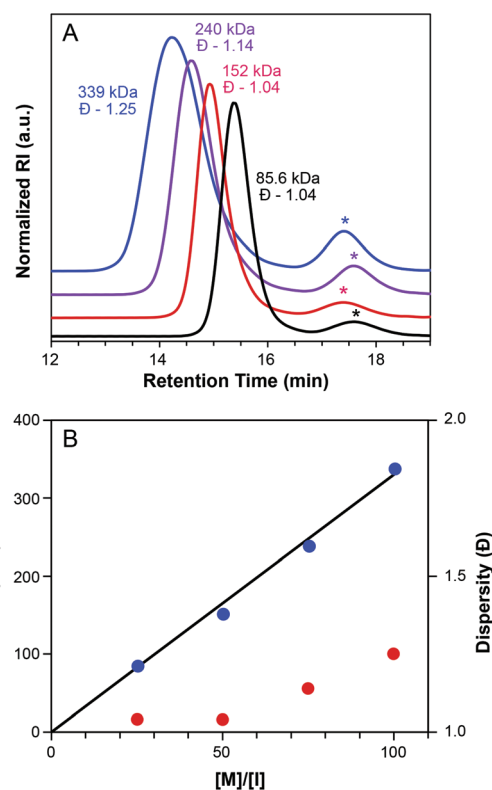 A
240 kDa
Đ - 1.14
152 kDa
Đ - 1.04
339 kDa
Đ - 1.25
85.6 kDa
Đ - 1.04
*
*
*
*
Normalized RI (a.u.)
12 14 16 18
Retention Time (min)
B
400
300
200
100
0
2.0
1.5
1.0
Dispersity (Đ)
0 50 100
[M]/[I]